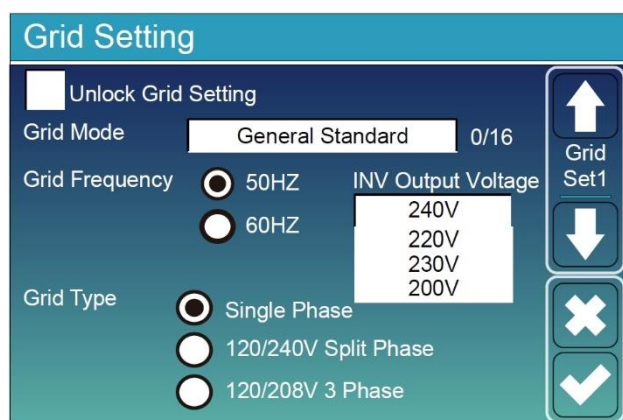 Grid Setting
Unlock Grid Setting
Grid Mode General Standard 0/16
Grid Frequency 50HZ INV Output Voltage
60HZ
240V
220V
230V
200V
Grid Type Single Phase
120/240V Split Phase
120/208V 3 Phase
Grid
Set1